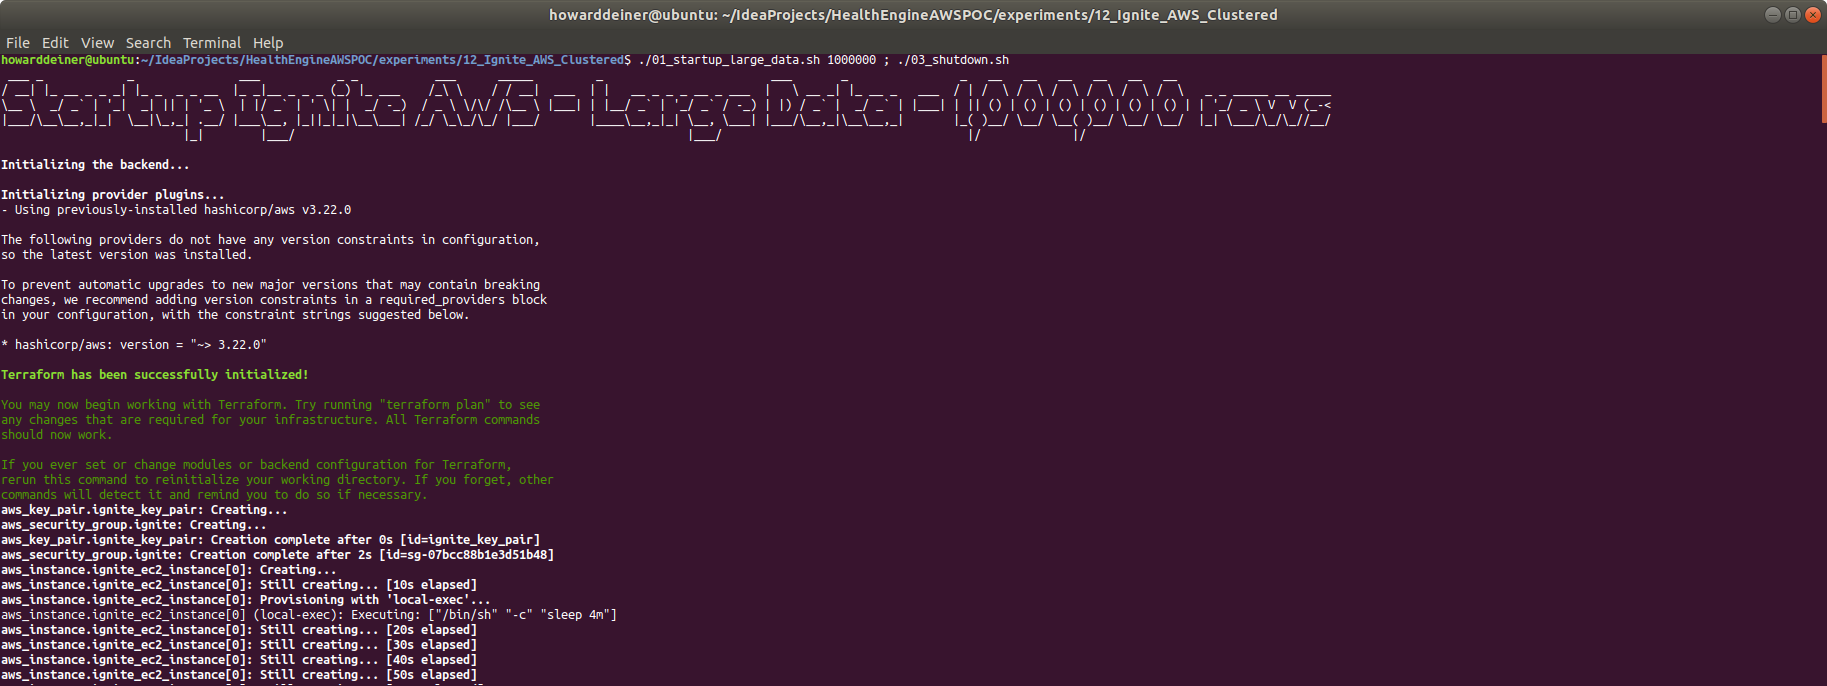 howarddeiner@ubuntu: ~/IdeaProjects/HealthEngineAWSPOC/experiments/12_Ignite_AWS_Clustered
File Edit View Search Terminal Help
howarddeiner@ubuntu:~/IdeaProjects/HealthEngineAWSPOC/experiments/12_Ignite_AWS_Clustered$ ./01_startup_large_data.sh 1000000 ; ./03_shutdown.sh
Startup Ignite AWS - Large Data - 1,000,000 rows
Initializing the backend...
Initializing provider plugins...
- Using previously-installed hashicorp/aws v3.22.0
The following providers do not have any version constraints in configuration,
so the latest version was installed.
To prevent automatic upgrades to new major versions that may contain breaking
changes, we recommend adding version constraints in a required_providers block
in your configuration, with the constraint strings suggested below.
* hashicorp/aws: version = "~> 3.22.0"
Terraform has been successfully initialized!
You may now begin working with Terraform. Try running "terraform plan" to see
any changes that are required for your infrastructure. All Terraform commands
should now work.
If you ever set or change modules or backend configuration for Terraform,
rerun this command to reinitialize your working directory. If you forget, other
commands will detect it and remind you to do so if necessary.
aws_key_pair.ignite_key_pair: Creating...
aws_security_group.ignite: Creating...
aws_key_pair.ignite_key_pair: Creation complete after 0s [id=ignite_key_pair]
aws_security_group.ignite: Creation complete after 2s [id=sg-07bcc88b1e3d51b48]
aws_instance.ignite_ec2_instance[0]: Creating...
aws_instance.ignite_ec2_instance[0]: Still creating... [10s elapsed]
aws_instance.ignite_ec2_instance[0]: Provisioning with 'local-exec'...
aws_instance.ignite_ec2_instance[0] (local-exec): Executing: ["/bin/sh" "-c" "sleep 4m"]
aws_instance.ignite_ec2_instance[0]: Still creating... [20s elapsed]
aws_instance.ignite_ec2_instance[0]: Still creating... [30s elapsed]
aws_instance.ignite_ec2_instance[0]: Still creating... [40s elapsed]
aws_instance.ignite_ec2_instance[0]: Still creating... [50s elapsed]